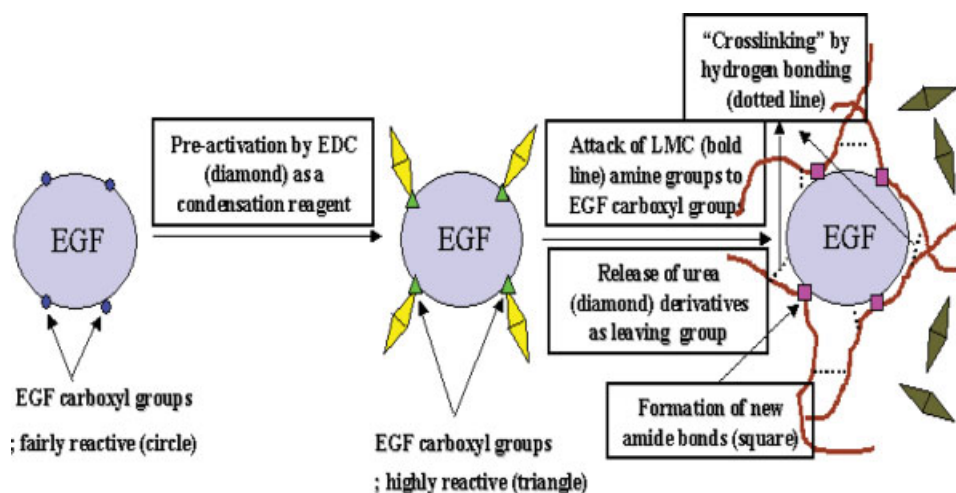 EGF
EGF carboxyl groups
; fairly reactive (circle)
Pre-activation by EDC
(diamond) as a
condensation reagent
EGF
EGF carboxyl groups
; highly reactive (triangle)
Attack of LMC (bold
line) amine groups to
EGF carboxyl groups
Release of urea
(diamond) derivatives
as leaving group
“Crosslinking” by
hydrogen bonding
(dotted line)
EGF
Formation of new
amide bonds (square)